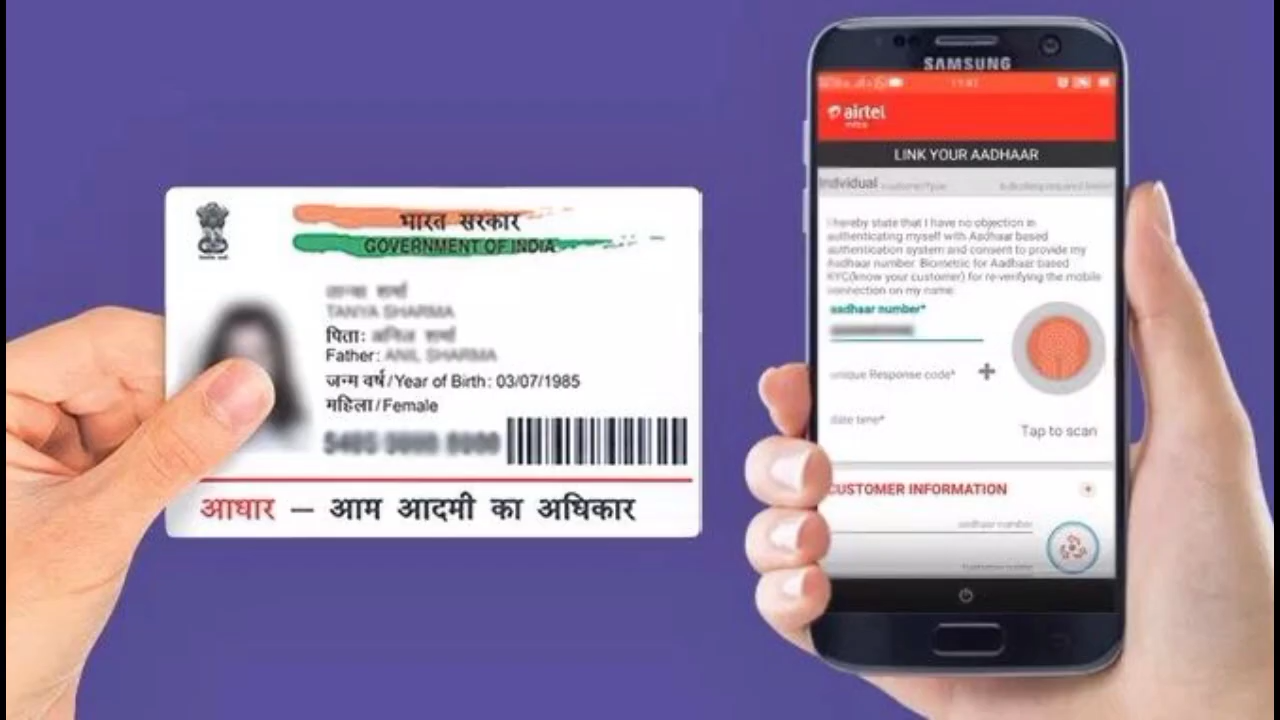 भारत सरकार
GOVERNMENT OF INDIA
TANYA SHARMA
पिताः
Father: ANIL SHARMA
जन्म वर्ष/Year of Birth: 03/07/1985
महिला/Female
आधार – आम आदमी का अधिकार
SAMSUNG
airtel
mitra
LINK YOUR AADHAAR
Indvidual customer type
I hereby state that I have no objection in
authenticating myself with Aadhaar based
authentication system and consent to provide my
Aadhaar number. Biometric for Aadhaar based
KYC(know your customer) for re-verifying the mobile
connection on my name.
aadhaar number*
unique Response code*
+
date time*
Tap to scan
CUSTOMER INFORMATION
aadhaar number